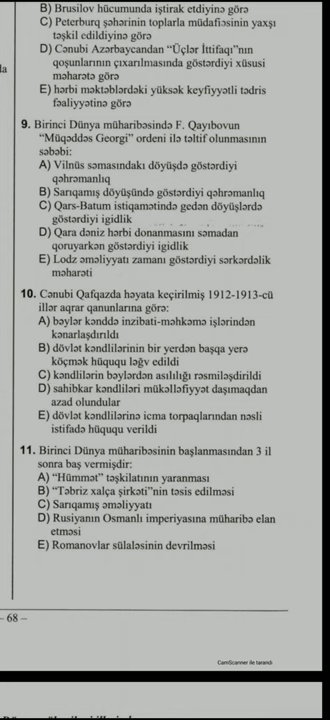 B) Brusilov hücumunda iştirak etdiyinə görə
C) Peterburq şəhərinin toplarla müdafiəsinin yaxşı
təşkil edildiyinə görə
D) Cənubi Azərbaycandan “Üçlər İttifaqı”nın
qoşunlarının çıxarılmasında göstərdiyi xüsusi
la
məharətə görə
E) hərbi məktəblərdəki yüksək keyfiyyətli tədris
fəaliyyətinə görə
9. Birinci Dünya müharibəsində F. Qayıbovun
“Müqəddəs Georgi” ordeni ilə təltif olunmasının
səbəbi:
A) Vilnüs səmasındakı döyüşdə göstərdiyi
qəhrəmanlıq
B) Sarıqamış döyüşündə göstərdiyi qəhrəmanlıq
C) Qars-Batum istiqamətində gedən döyüşlərdə
göstərdiyi igidlik
D) Qara dəniz hərbi donanmasını səmadan
qoruyarkən göstərdiyi igidlik
E) Lodz əməliyyatı zamanı göstərdiyi sərkərdəlik
məharəti
10. Cənubi Qafqazda həyata keçirilmiş 1912-1913-cü
illər aqrar qanunlarına görə:
A) bəylər kənddə inzibati-məhkəmə işlərindən
kənarlaşdırıldı
B) dövlət kəndlilərinin bir yerdən başqa yerə
köçmək hüququ ləğv edildi
C) kəndlilərin bəylərdən asılılığı rəsmiləşdirildi
D) sahibkar kəndliləri mükəlləfiyyət daşımaqdan
azad olundular
E) dövlət kəndlilərinə icma torpaqlarından nəsli
istifadə hüququ verildi
11. Birinci Dünya müharibəsinin başlanmasından 3 il
sonra baş vermişdir:
A) “Hümmət” təşkilatının yaranması
B) “Təbriz xalça şirkəti”nin təsis edilməsi
C) Sarıqamış əməliyyatı
D) Rusiyanın Osmanlı imperiyasına müharibə elan
etməsi
E) Romanovlar sülaləsinin devrilməsi
– 68 –
CamScanner ile tarandı